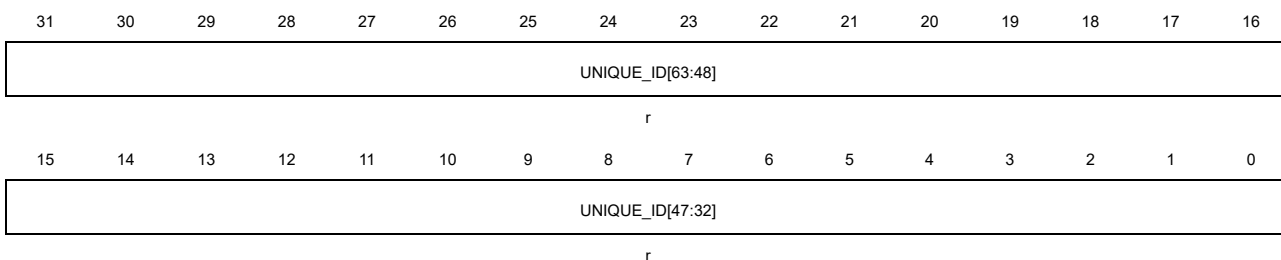 31 30 29 28 27 26 25 24 23 22 21 20 19 18 17 16
UNIQUE_ID[63:48]
r
15 14 13 12 11 10 9 8 7 6 5 4 3 2 1 0
UNIQUE_ID[47:32]
r